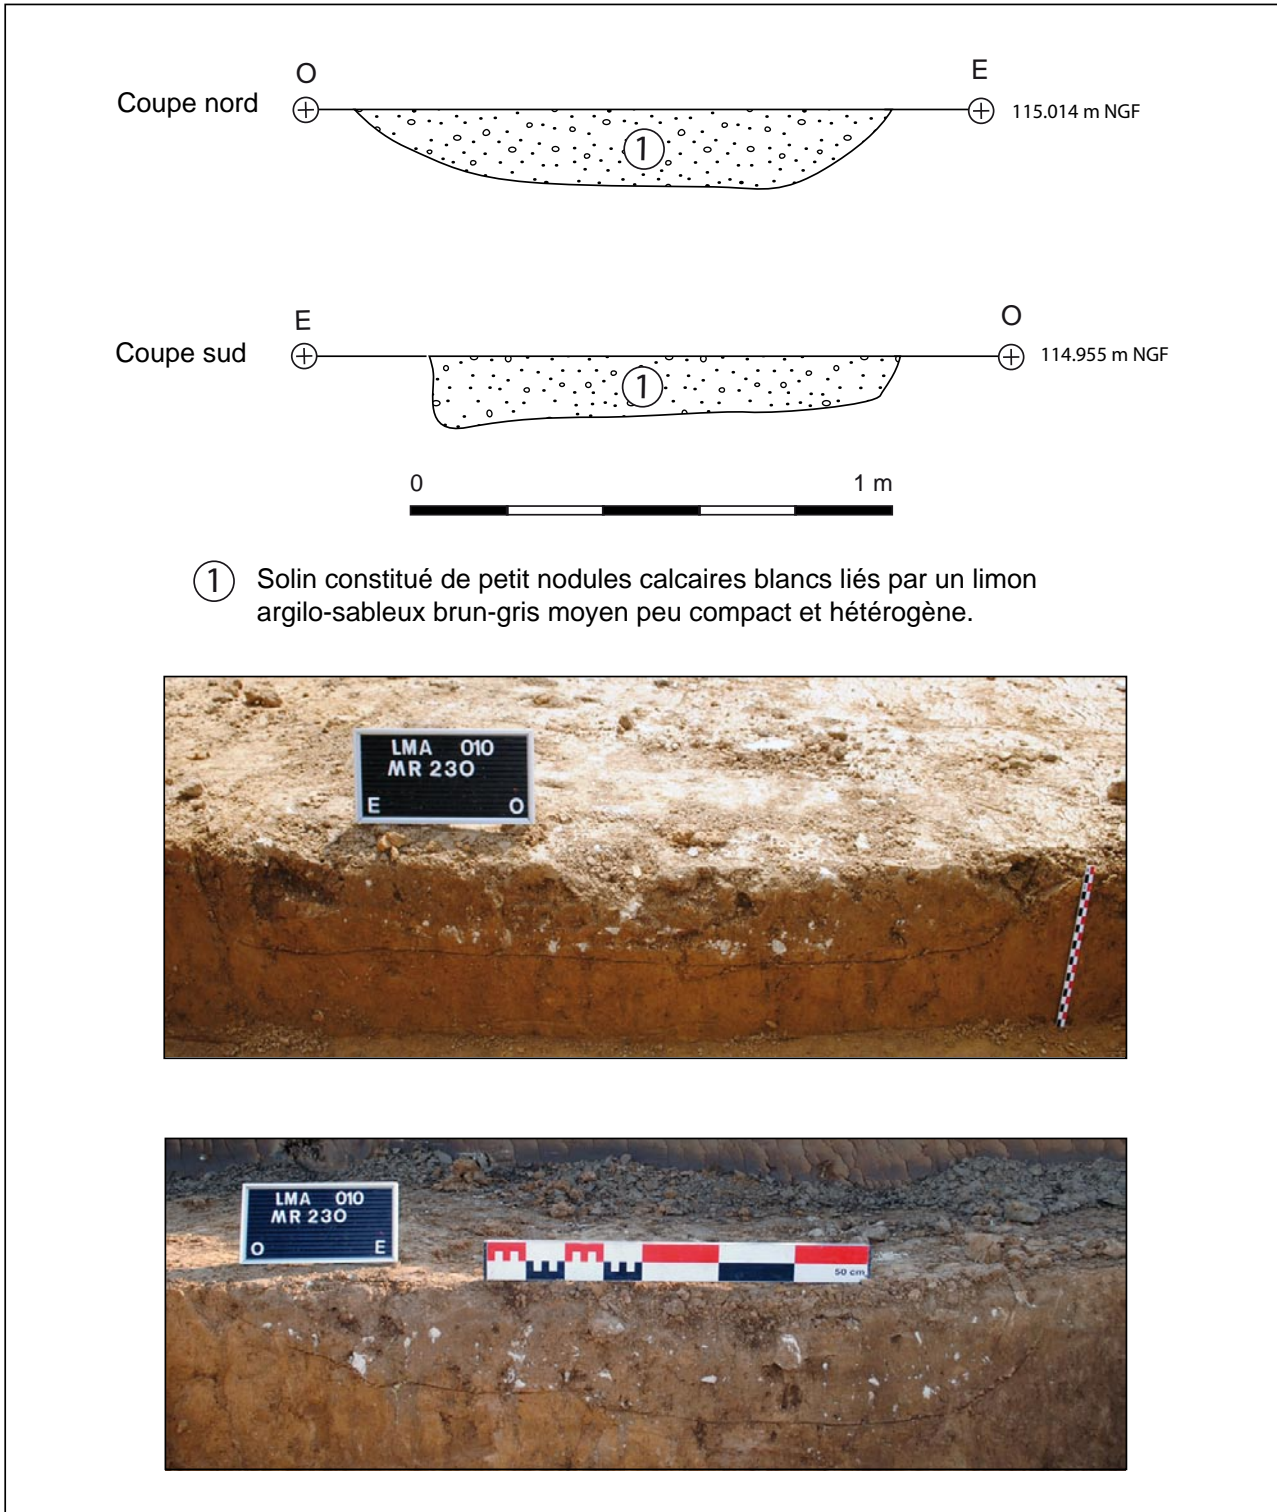 O
E
Coupe nord
115.014 m NGF
1
E
O
Coupe sud
114.955 m NGF
1
0
1 m
1 Solin constitué de petit nodules calcaires blancs liés par un limon
argilo-sableux brun-gris moyen peu compact et hétérogène.
LMA 010
MR 230
E O
LMA 010
MR 230
O E
50 cm